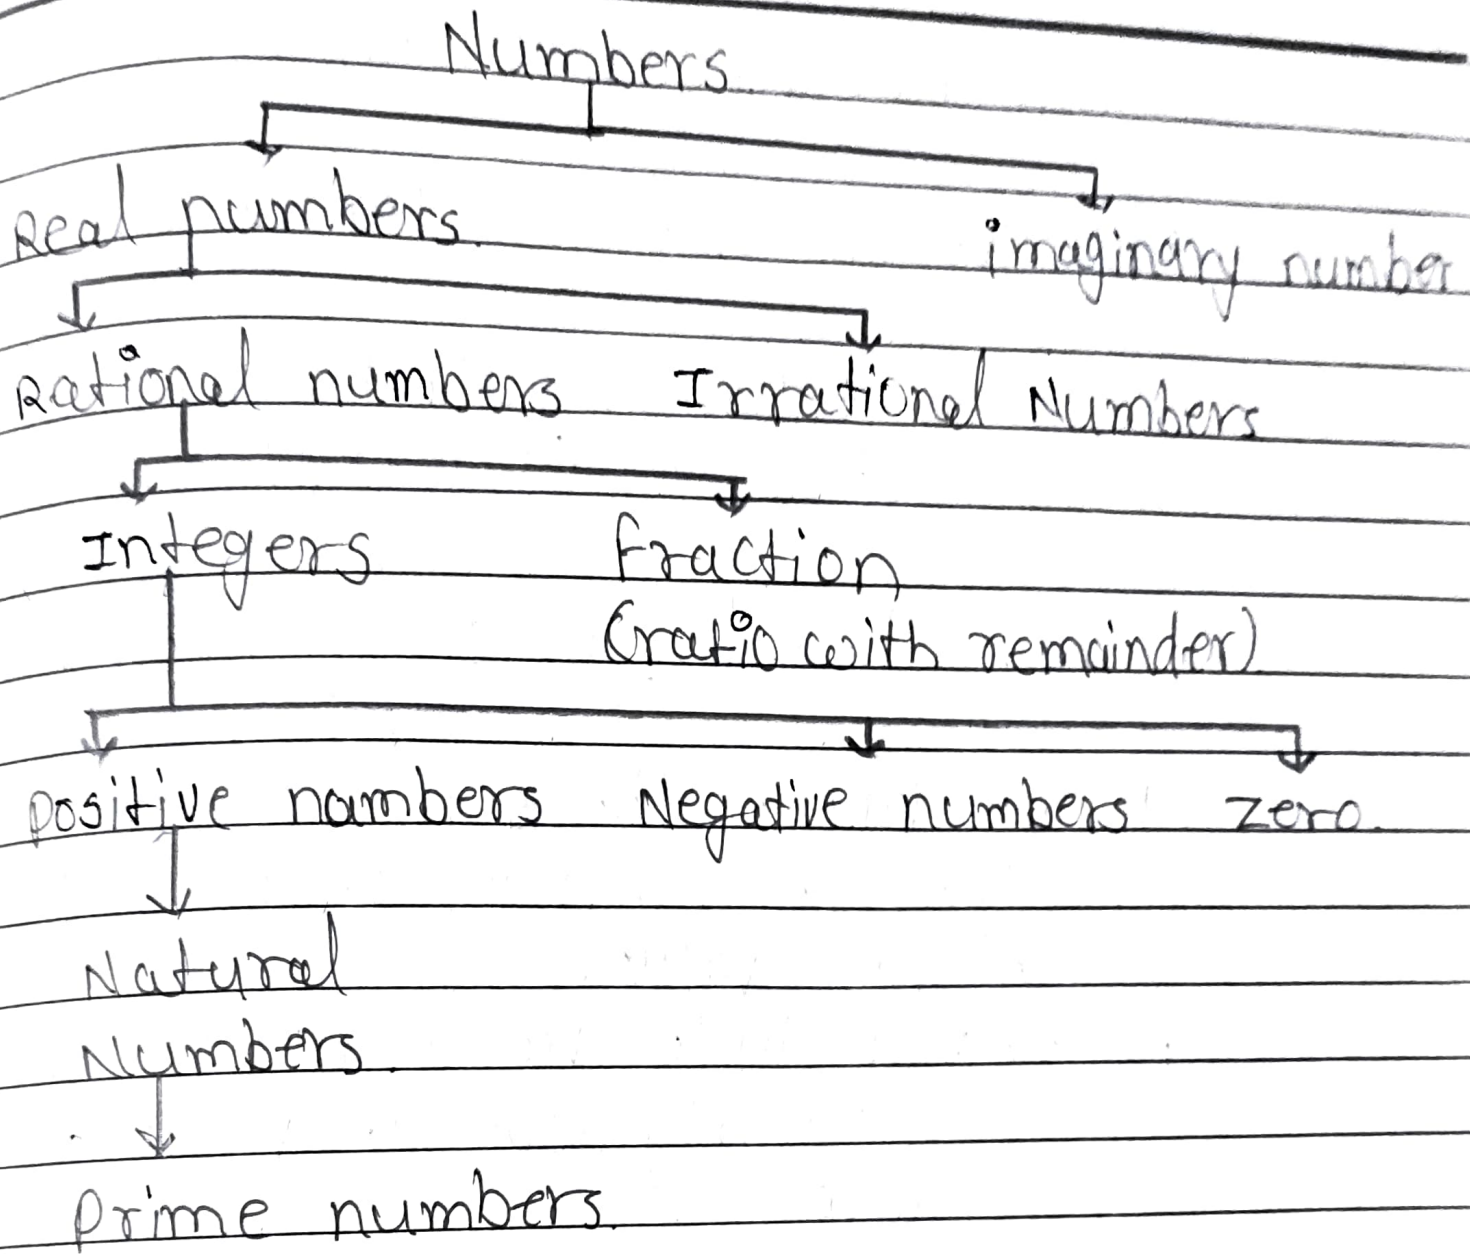 Numbers
Real numbers.
imaginary number
Rational numbers Irrational Numbers
Integers fraction
(ratio with remainder)
positive nambers Negative numbers zero.
Natural
Numbers.
prime numbers.